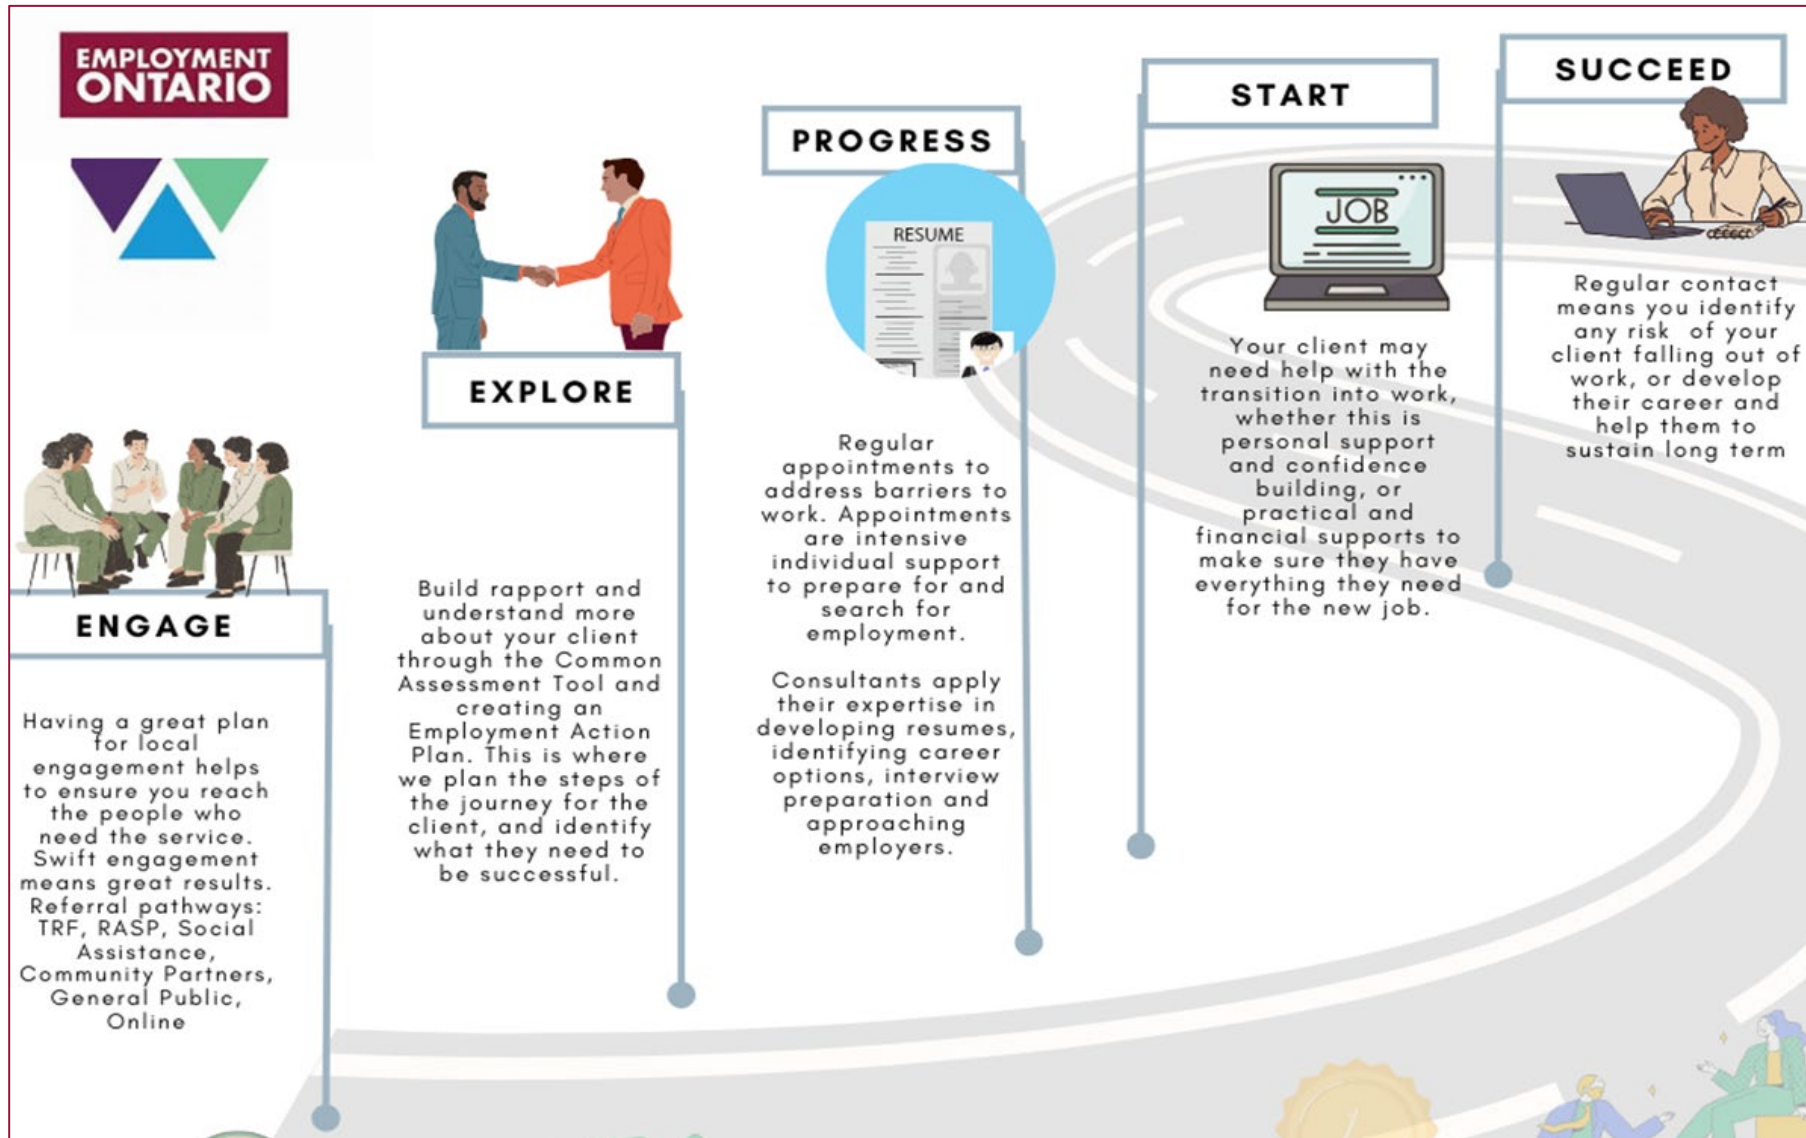 EMPLOYMENT
ONTARIO
ENGAGE
Having a great plan
for local
engagement helps
to ensure you reach
the people who
need the service.
Swift engagement
means great results.
Referral pathways:
TRF, RASP, Social
Assistance,
Community Partners,
General Public,
Online
EXPLORE
Build rapport and
understand more
about your client
through the Common
Assessment Tool and
creating an
Employment Action
Plan. This is where
we plan the steps of
the journey for the
client, and identify
what they need to
be successful.
PROGRESS
RESUME
Regular
appointments to
address barriers to
work. Appointments
are intensive
individual support
to prepare for and
search for
employment.
Consultants apply
their expertise in
developing resumes,
identifying career
options, interview
preparation and
approaching
employers.
START
JOB
Your client may
need help with the
transition into work,
whether this is
personal support
and confidence
building, or
practical and
financial supports to
make sure they have
everything they need
for the new job.
SUCCEED
Regular contact
means you identify
any risk of your
client falling out of
work, or develop
their career and
help them to
sustain long term